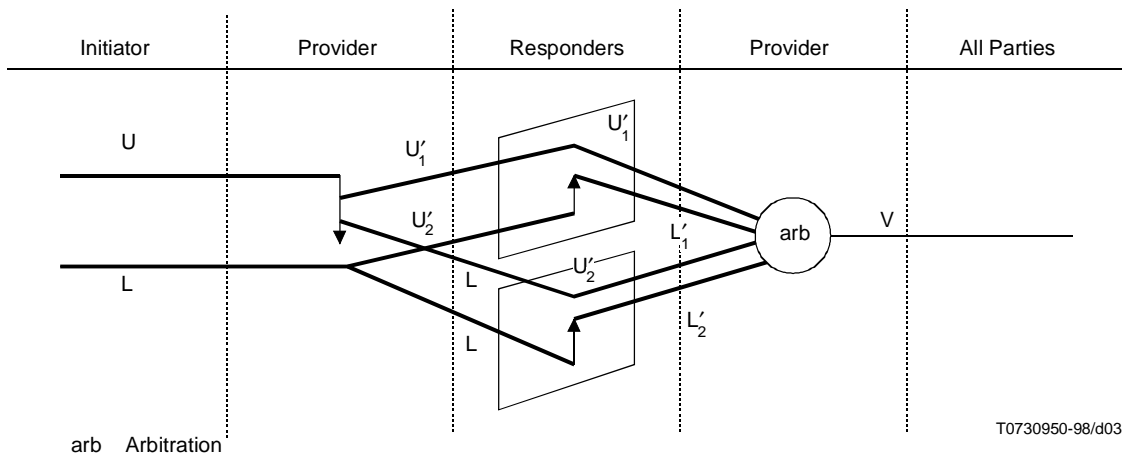 Initiator Provider Responders Provider All Parties
U
U′1
U′1
U′2
L′1
arb
V
L
L
U′2
L
L′2
T0730950-98/d03
arb Arbitration